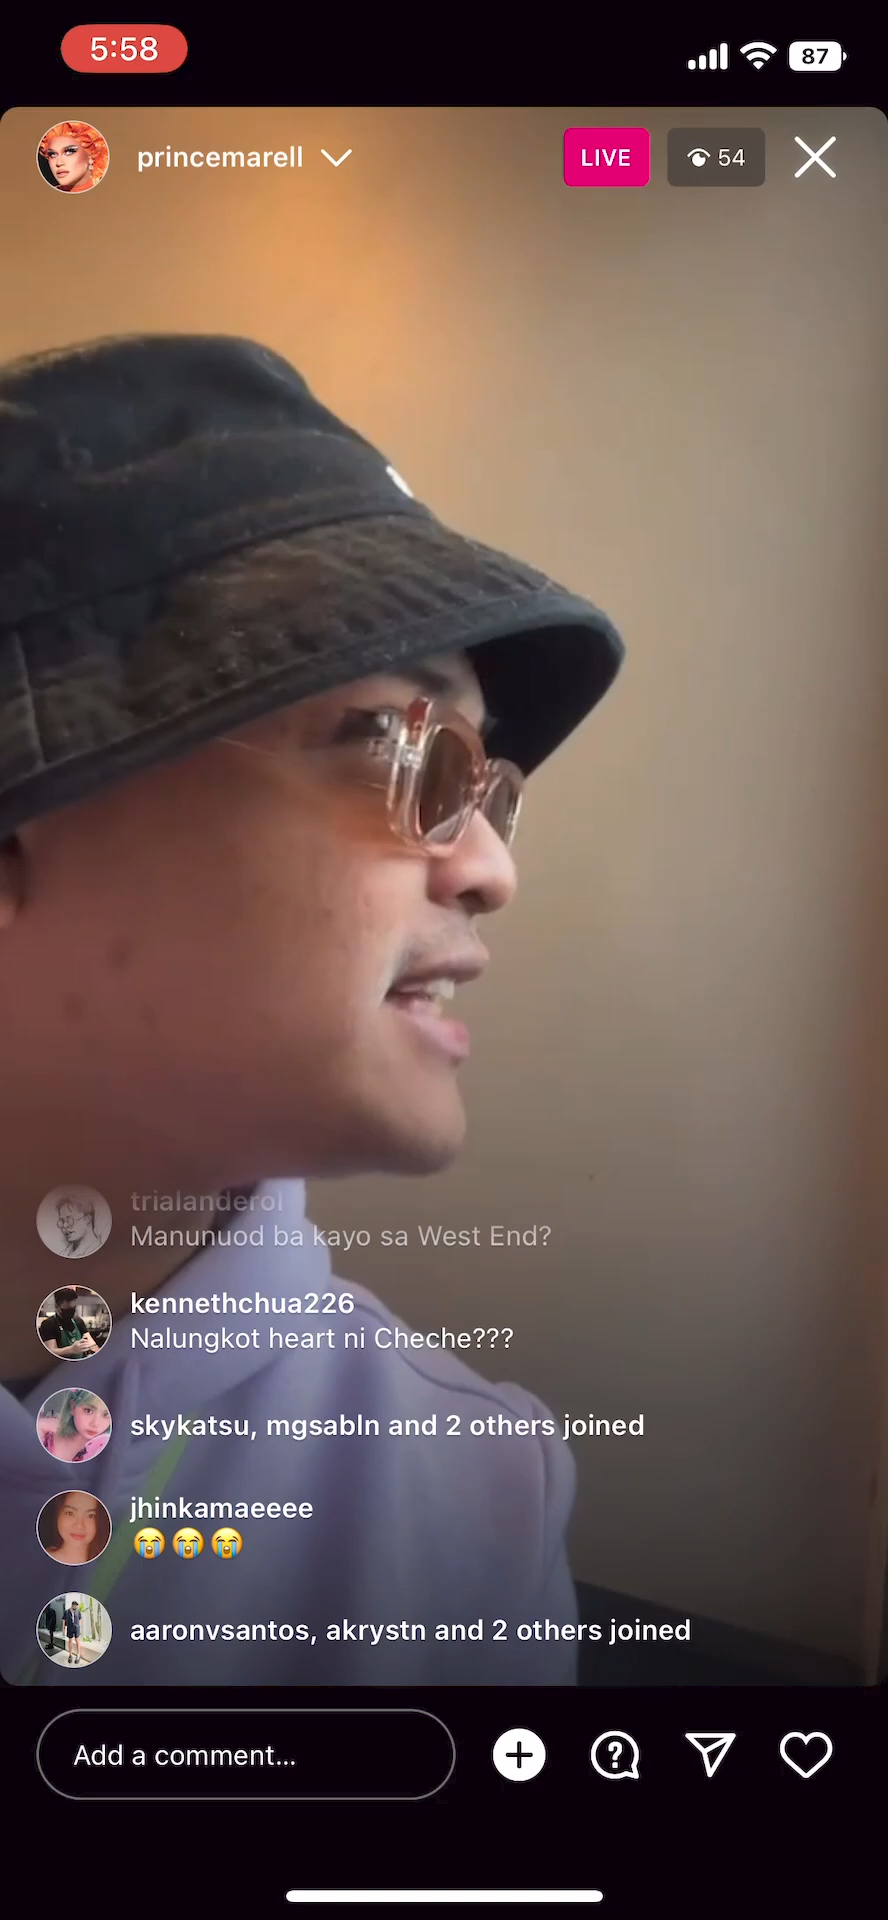 5:58
87
princemarell
LIVE
54
trialanderol
Manunuod ba kayo sa West End?
kennethchua226
Nalungkot heart ni Cheche???
skykatsu, mgsabln and 2 others joined
jhinkamaeeee
😭😭😭
aaronvsantos, akrystn and 2 others joined
Add a comment...